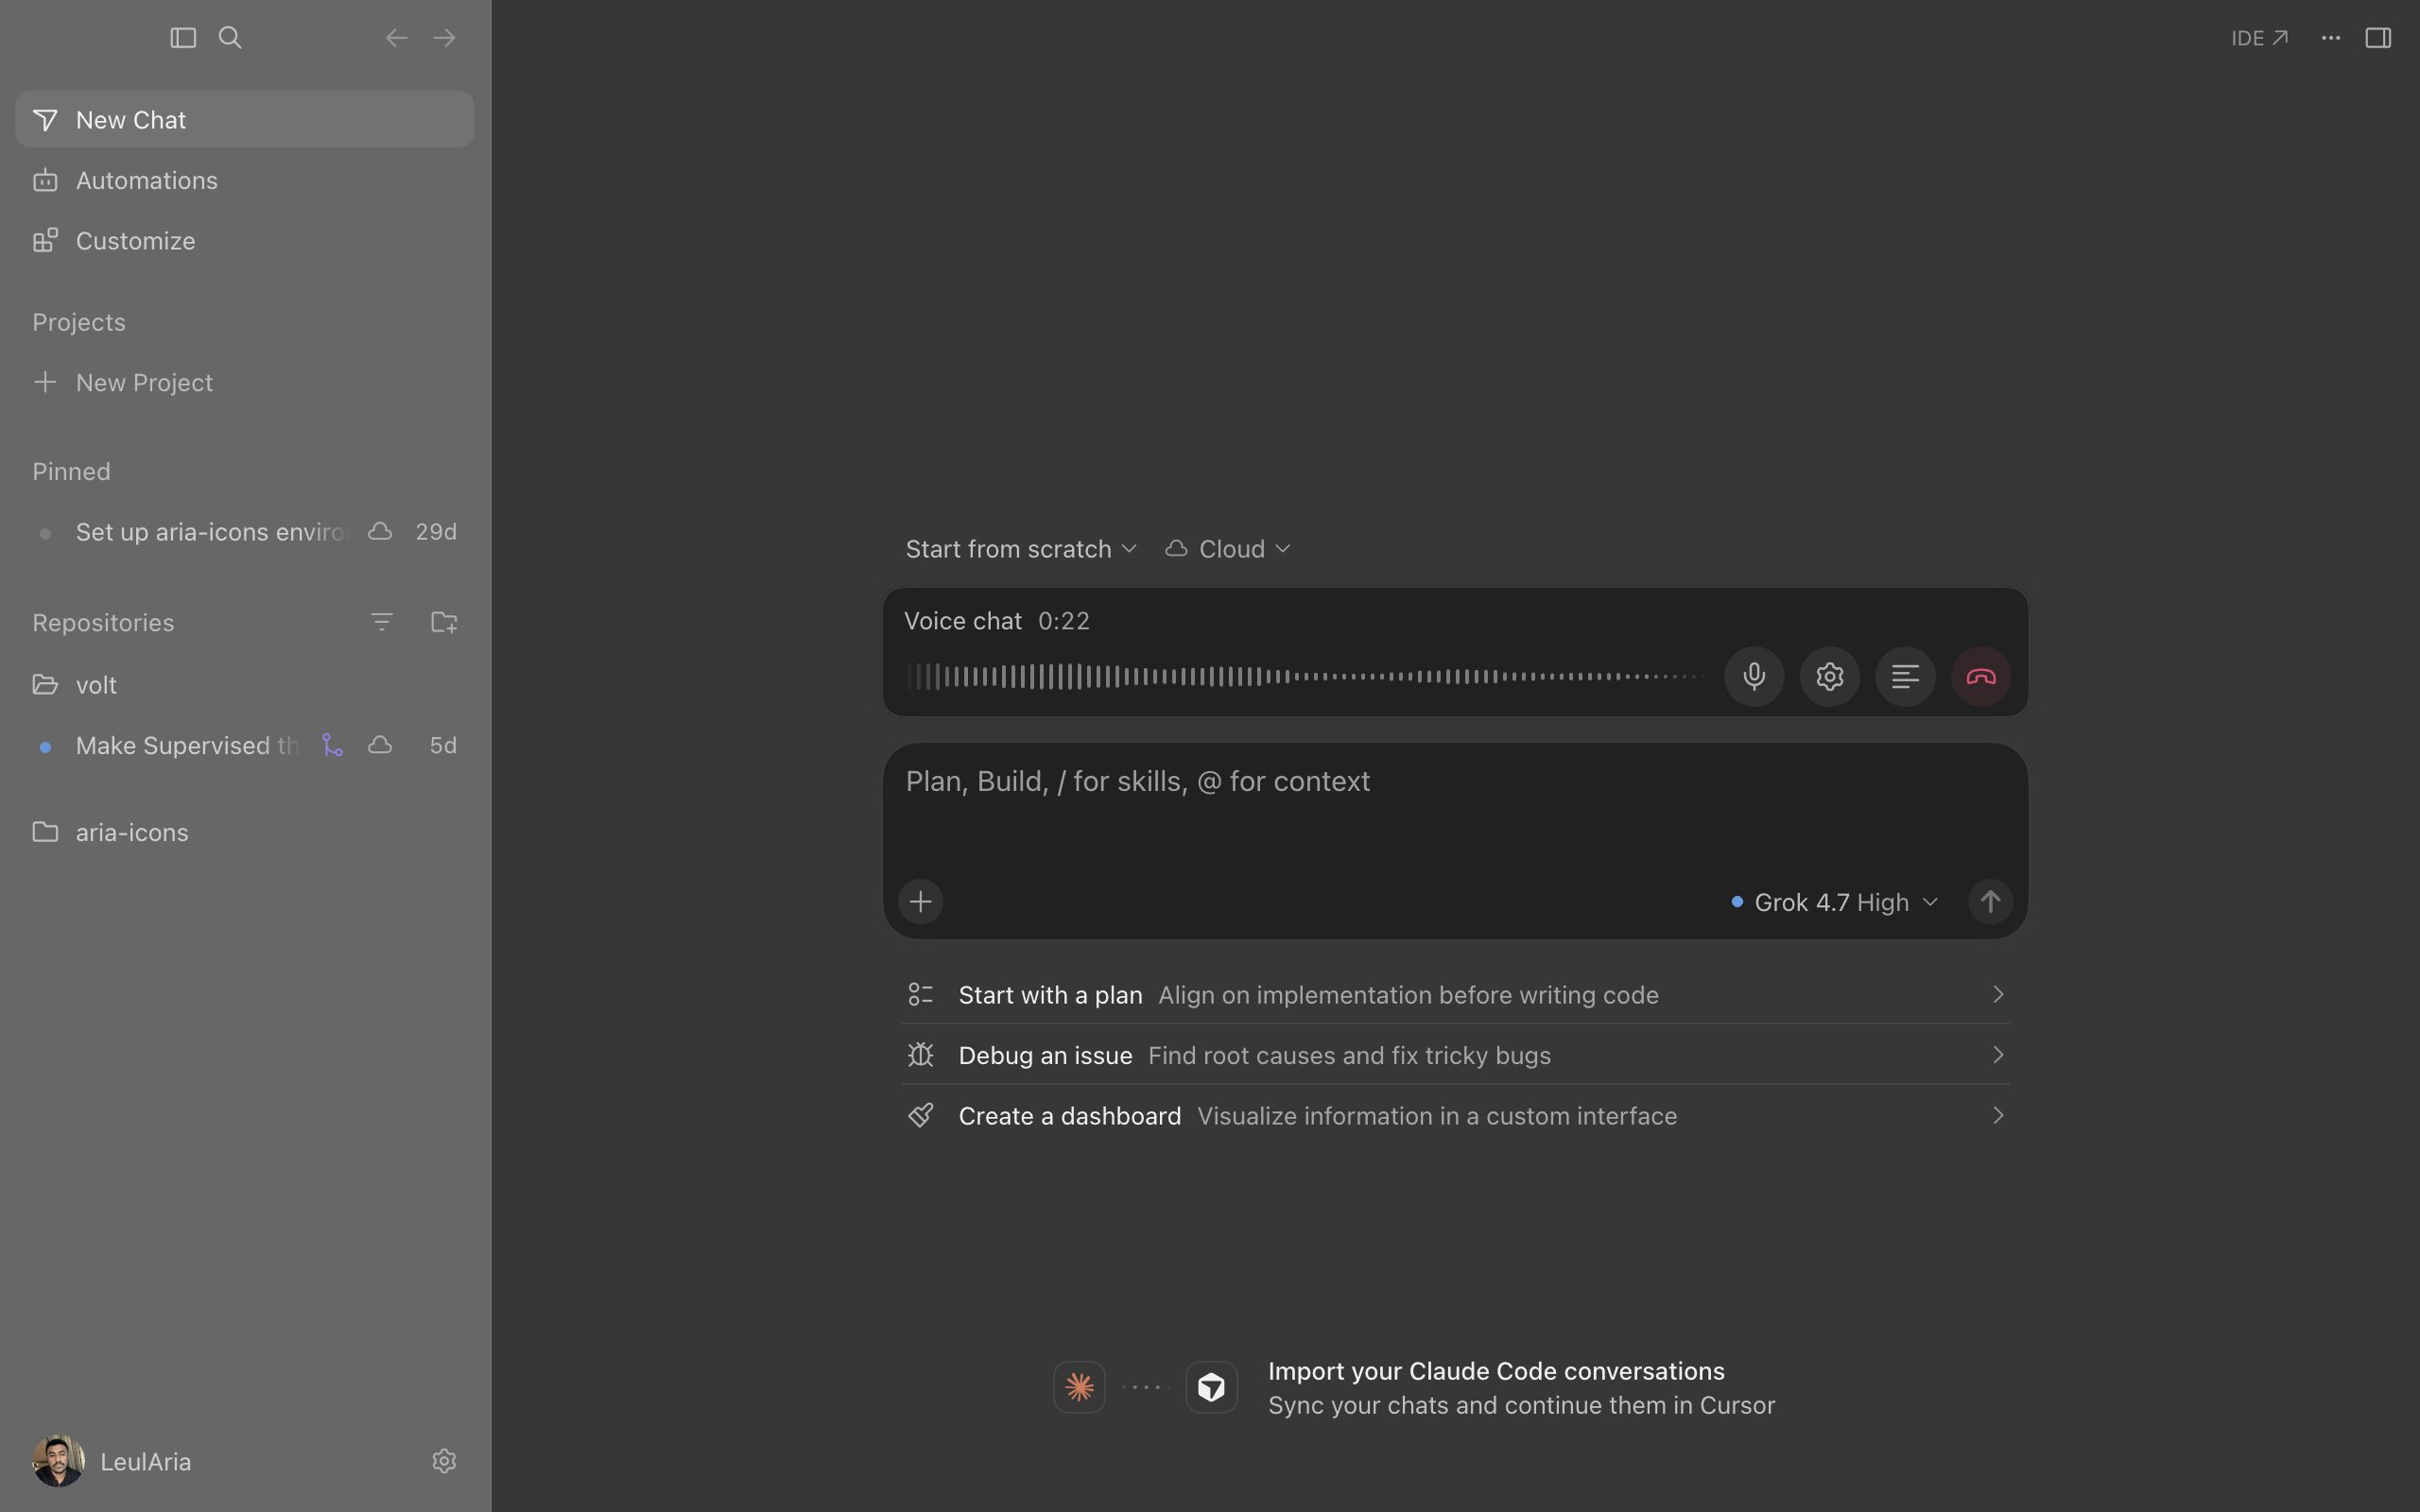 IDE
New Chat
Automations
Customize
Projects
New Project
Pinned
Set up aria-icons enviro
29d
Repositories
volt
Make Supervised th
5d
aria-icons
LeulAria
Start from scratch
Cloud
Voice chat 0:22
Plan, Build, / for skills, @ for context
Grok 4.7 High
Start with a plan Align on implementation before writing code
Debug an issue Find root causes and fix tricky bugs
Create a dashboard Visualize information in a custom interface
Import your Claude Code conversations
Sync your chats and continue them in Cursor